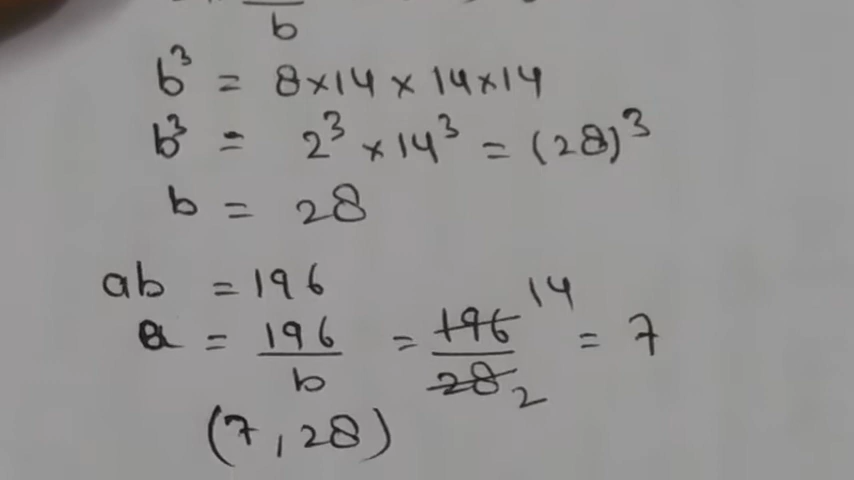 b
b³ = 8×14 × 14×14
b³ = 2³ × 14³ = (28)³
b = 28
ab = 196
a = 196/b = 196/28 14 2 = 7
(7, 28)